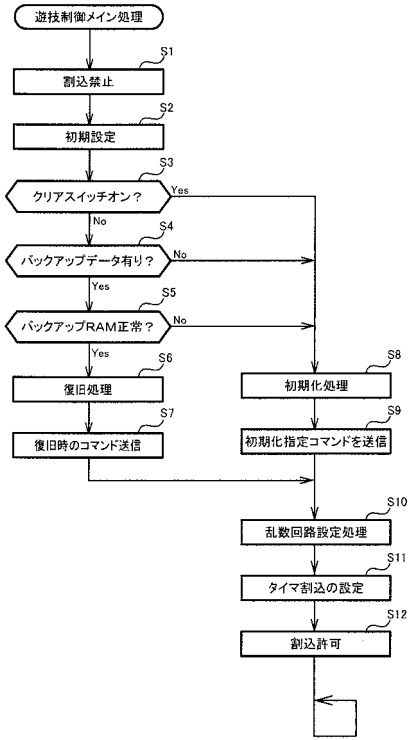 遊技制御メイン処理
S1
割込禁止
S2
初期設定
S3
クリアスイッチオン？
Yes
No
S4
バックアップデータ有り？
No
Yes
S5
バックアップRAM正常？
No
Yes
S6
復旧処理
S7
復旧時のコマンド送信
S8
初期化処理
S9
初期化指定コマンドを送信
S10
乱数回路設定処理
S11
タイマ割込の設定
S12
割込許可